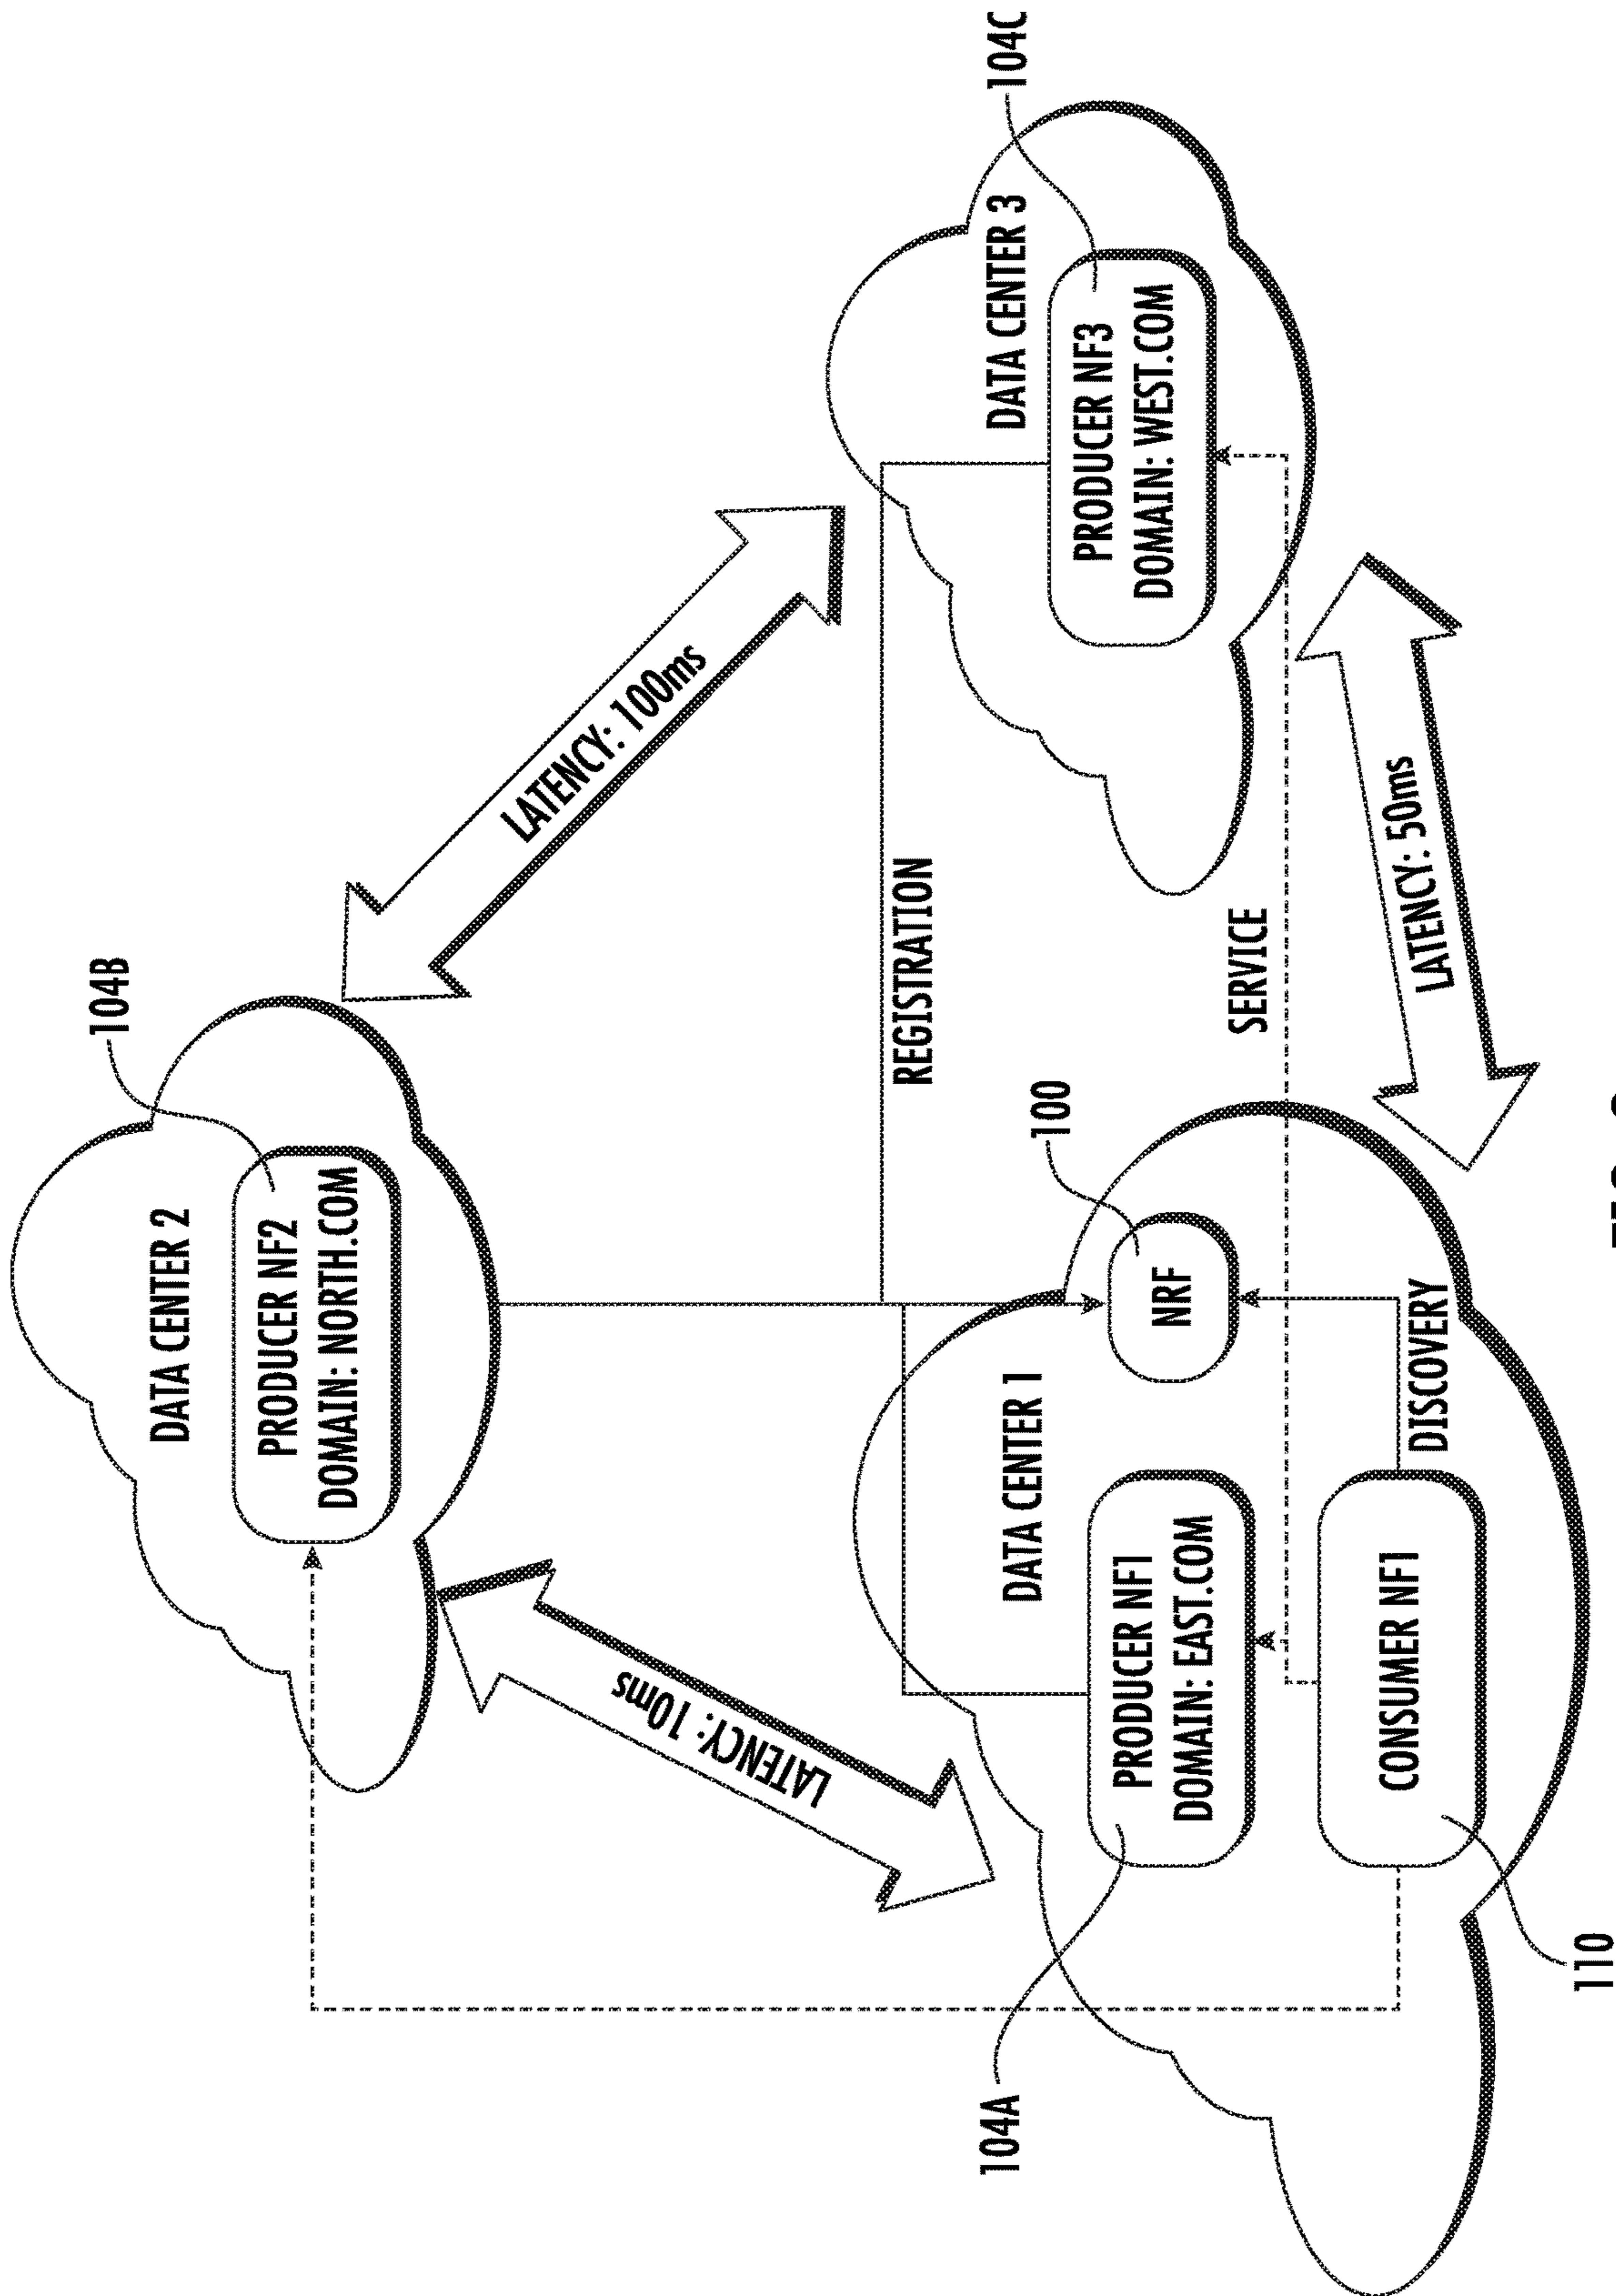 104B
DATA CENTER 2
PRODUCER NF2
DOMAIN: NORTH.COM
LATENCY: 10ms
LATENCY: 100ms
104C
DATA CENTER 3
PRODUCER NF3
DOMAIN: WEST.COM
REGISTRATION
SERVICE
LATENCY: 50ms
104A
DATA CENTER 1
PRODUCER NF1
DOMAIN: EAST.COM
100
NRF
DISCOVERY
CONSUMER NF1
110